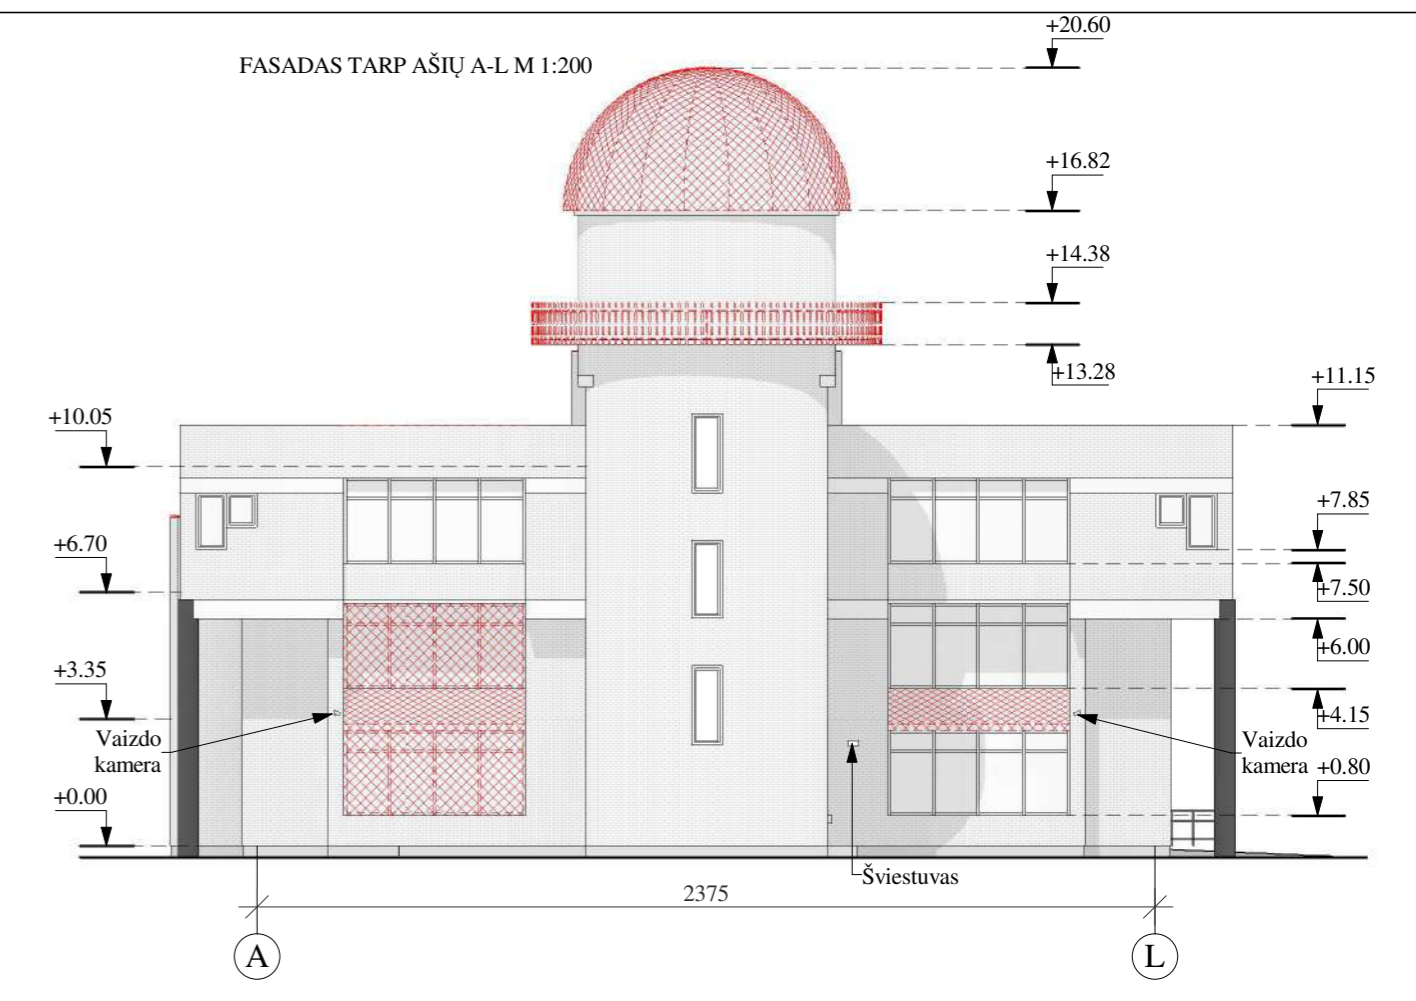 +20.60
FASADAS TARP AŠIŲ A-L M 1:200
+16.82
+14.38
+13.28
+11.15
+10.05
+7.85
+6.70
+7.50
+6.00
+3.35
+4.15
Vaizdo
kamera
Vaizdo
kamera
+0.80
+0.00
Šviestuvas
2375
A
L